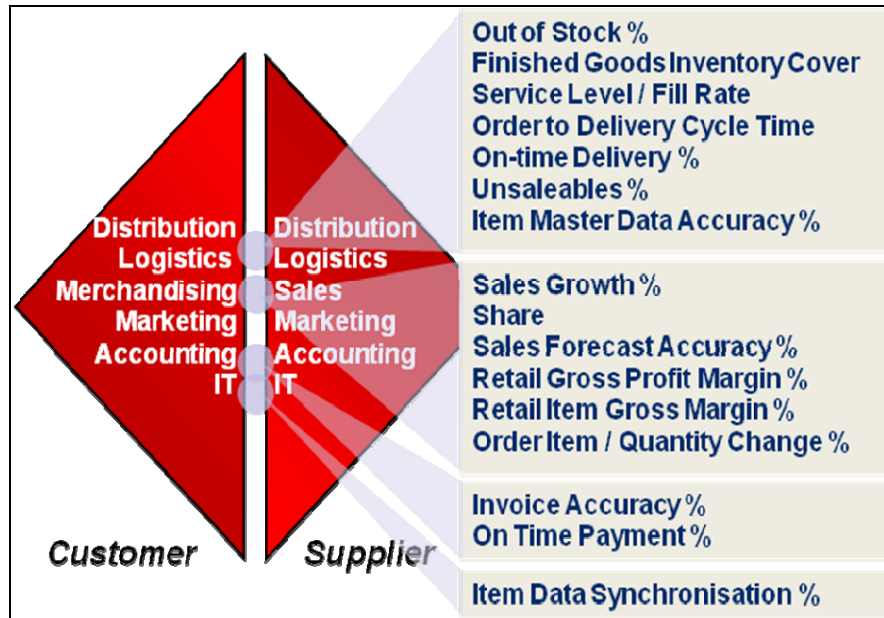 Distribution
Logistics
Merchandising
Marketing
Accounting
IT
Customer
Distribution
Logistics
Sales
Marketing
Accounting
IT
Supplier
Out of Stock %
Finished Goods Inventory Cover
Service Level / Fill Rate
Order to Delivery Cycle Time
On-time Delivery %
Unsaleables %
Item Master Data Accuracy %
Sales Growth %
Share
Sales Forecast Accuracy %
Retail Gross Profit Margin %
Retail Item Gross Margin %
Order Item / Quantity Change %
Invoice Accuracy %
On Time Payment %
Item Data Synchronisation %